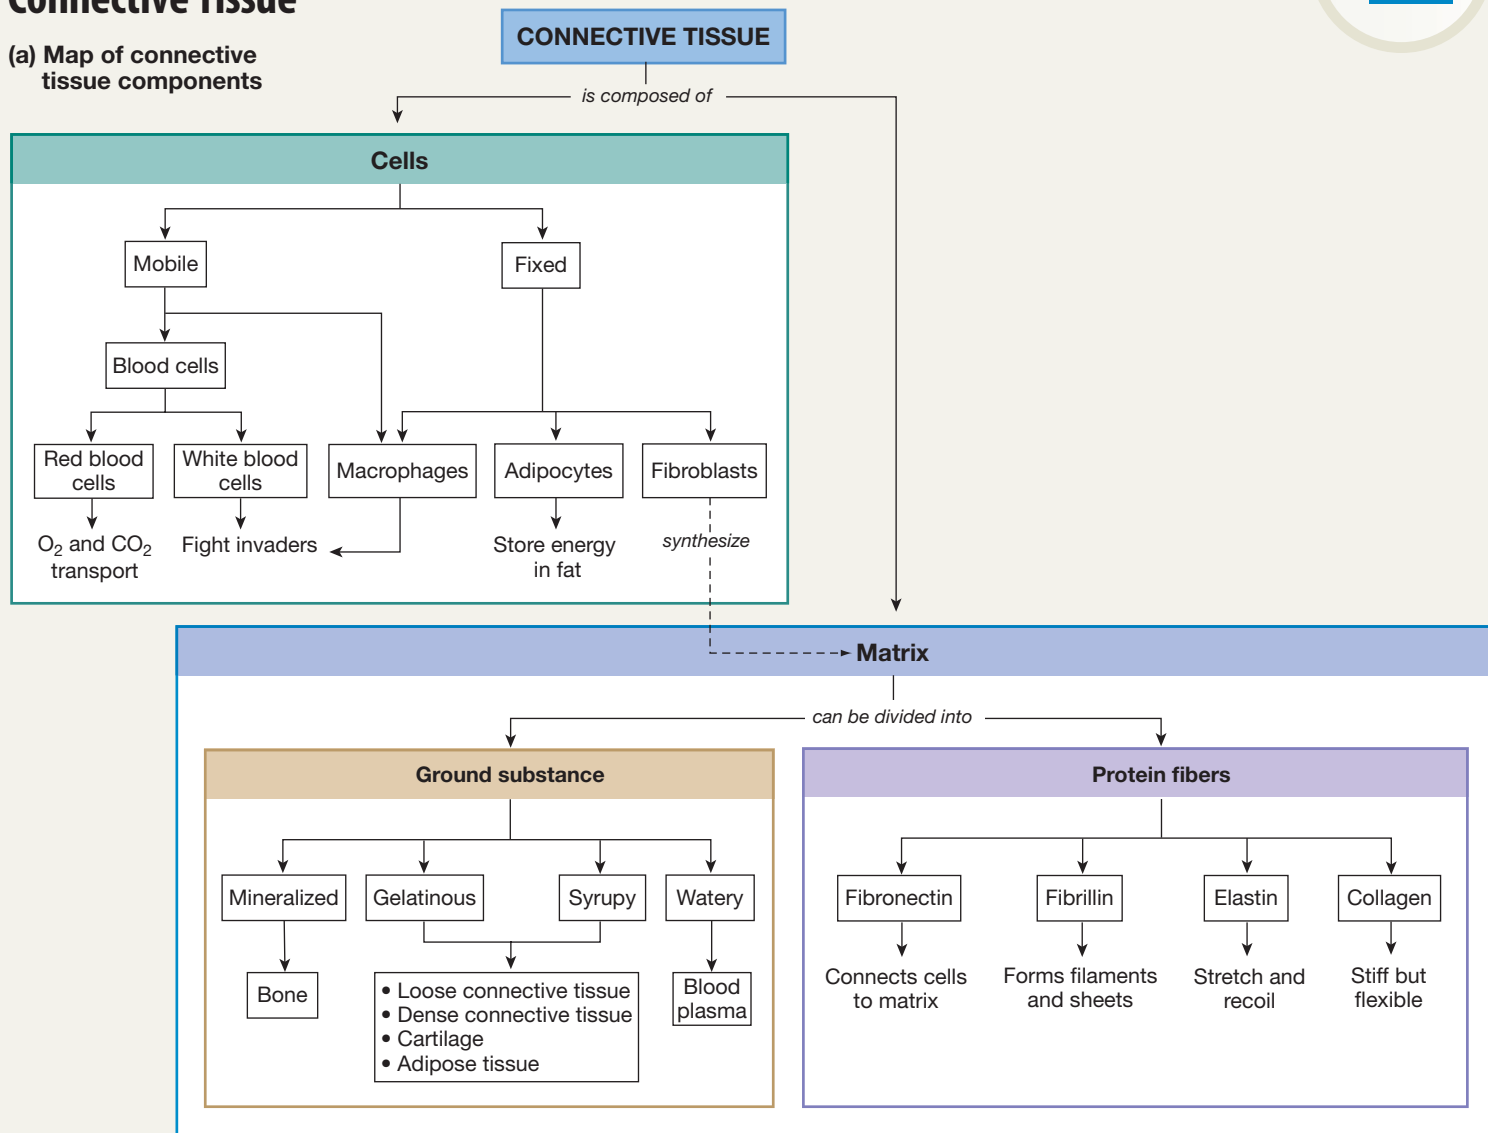 Connective Tissue
(a) Map of connective
tissue components
CONNECTIVE TISSUE
is composed of
Cells
Mobile
Fixed
Blood cells
Red blood
cells
White blood
cells
Macrophages
Adipocytes
Fibroblasts
O₂ and CO₂
transport
Fight invaders
Store energy
in fat
synthesize
Matrix
can be divided into
Ground substance
Mineralized
Gelatinous
Syrupy
Watery
Bone
• Loose connective tissue
• Dense connective tissue
• Cartilage
• Adipose tissue
Blood
plasma
Protein fibers
Fibronectin
Fibrillin
Elastin
Collagen
Connects cells
to matrix
Forms filaments
and sheets
Stretch and
recoil
Stiff but
flexible